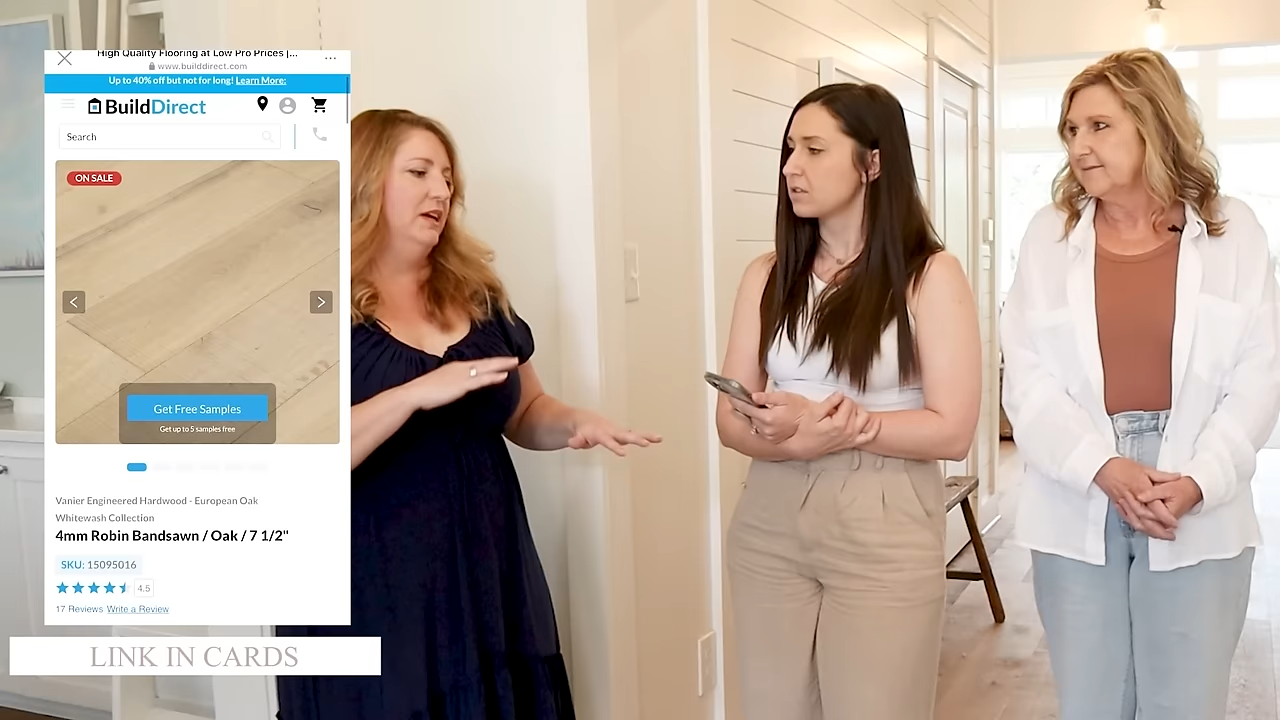 High Quality Flooring at Low Pro Prices |...
www.builddirect.com
Up to 40% off but not for long! Learn More:
BuildDirect
Search
ON SALE
Get Free Samples
Get up to 5 samples free
Vanier Engineered Hardwood - European Oak
Whitewash Collection
4mm Robin Bandsawn / Oak / 7 1/2"
SKU: 15095016
4.5
17 Reviews Write a Review
LINK IN CARDS